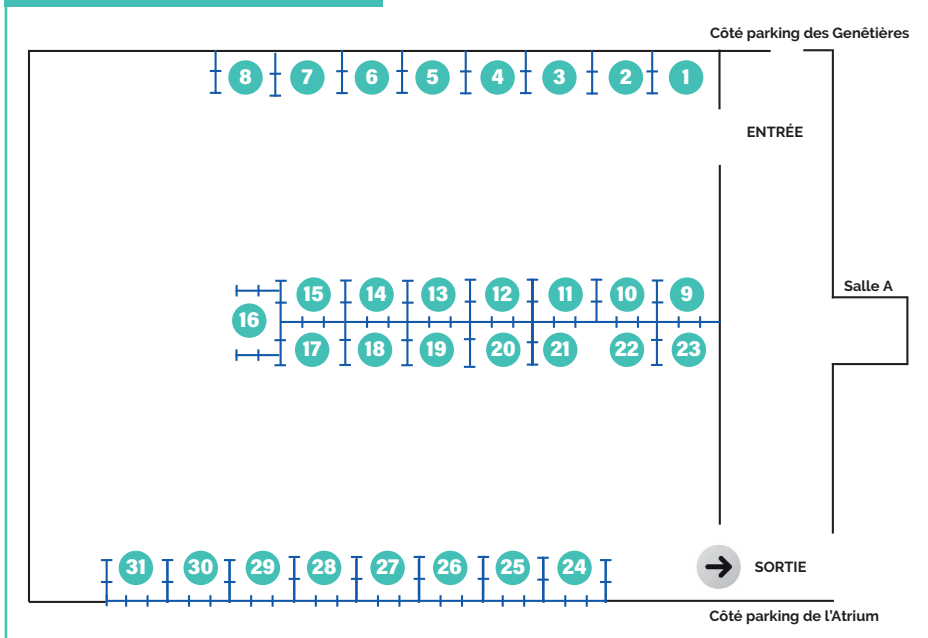 Côté parking des Genêtières
8 7 6 5 4 3 2 1
ENTRÉE
Salle A
15 14 13 12 11 10 9
16
17 18 19 20 21 22 23
31 30 29 28 27 26 25 24
SORTIE
Côté parking de l'Atrium